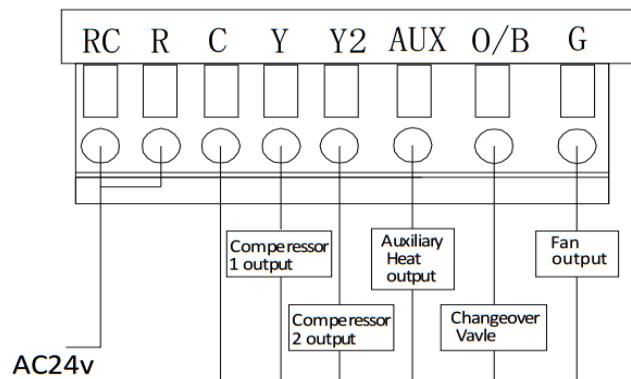 RC R C Y Y2 AUX O/B G
Comperessor
1 output
Auxiliary
Heat
output
Fan
output
Comperessor
2 output
Changeover
Vavle
AC24v